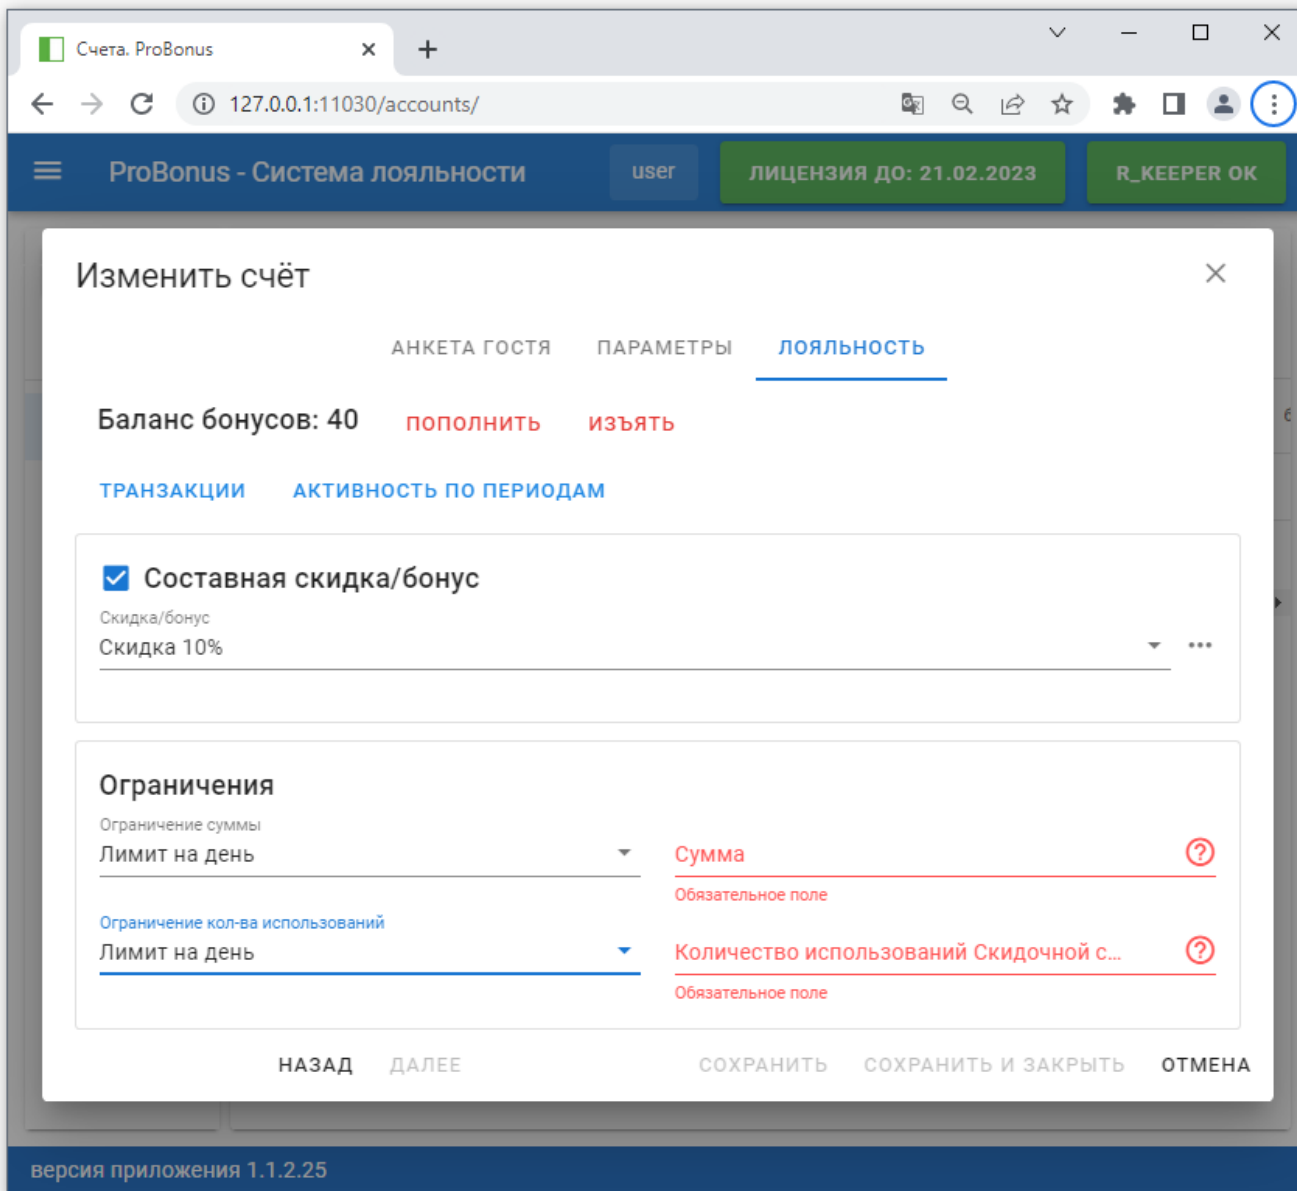 Счета. ProBonus
127.0.0.1:11030/accounts/
ProBonus - Система лояльности user ЛИЦЕНЗИЯ ДО: 21.02.2023 R_KEEPER OK
Изменить счёт
АНКЕТА ГОСТЯ ПАРАМЕТРЫ ЛОЯЛЬНОСТЬ
Баланс бонусов: 40 ПОПОЛНИТЬ ИЗЪЯТЬ
ТРАНЗАКЦИИ АКТИВНОСТЬ ПО ПЕРИОДАМ
Составная скидка/бонус
Скидка/бонус
Скидка 10%
Ограничения
Ограничение суммы
Лимит на день Сумма
Обязательное поле
Ограничение кол-ва использований
Лимит на день Количество использований Скидочной с...
Обязательное поле
НАЗАД ДАЛЕЕ СОХРАНИТЬ СОХРАНИТЬ И ЗАКРЫТЬ ОТМЕНА
версия приложения 1.1.2.25